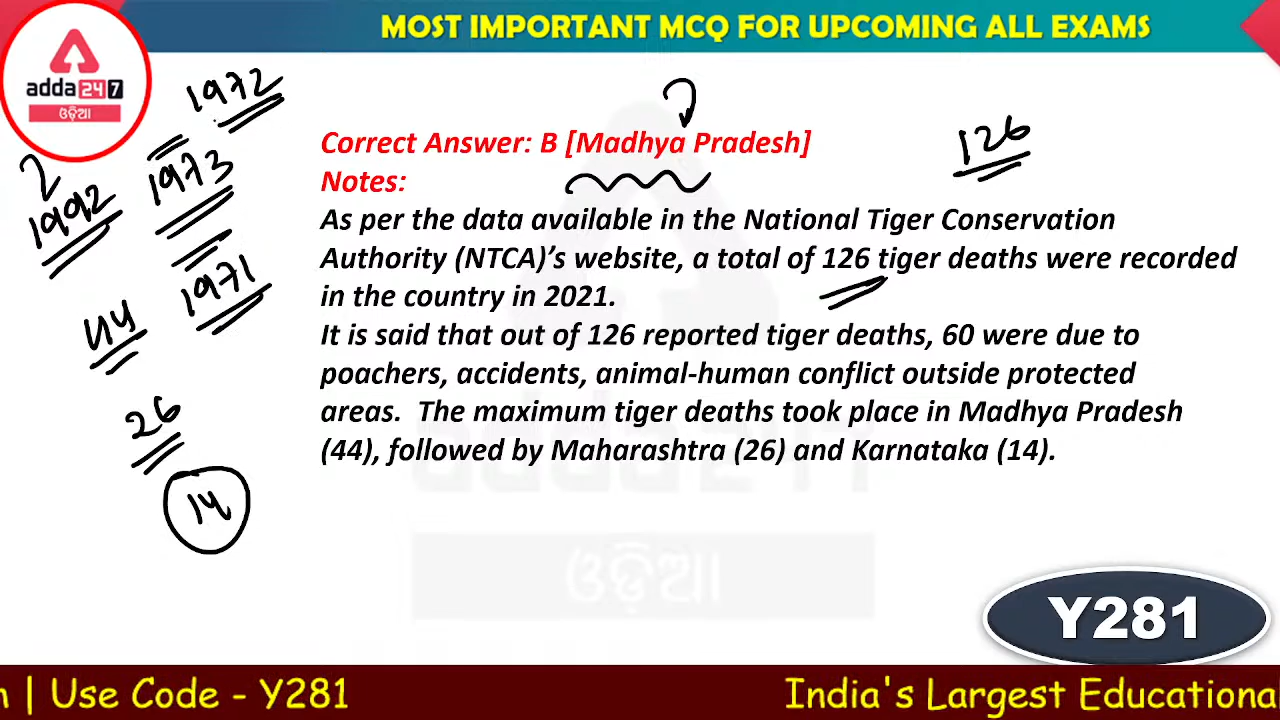 MOST IMPORTANT MCQ FOR UPCOMING ALL EXAMS
adda247
ଓଡ଼ିଆ
1972
2
1992
1973
1971
44
26
14
126
Correct Answer: B [Madhya Pradesh]
Notes:
As per the data available in the National Tiger Conservation
Authority (NTCA)’s website, a total of 126 tiger deaths were recorded
in the country in 2021.
It is said that out of 126 reported tiger deaths, 60 were due to
poachers, accidents, animal-human conflict outside protected
areas.  The maximum tiger deaths took place in Madhya Pradesh
(44), followed by Maharashtra (26) and Karnataka (14).
adda247
ଓଡ଼ିଆ
Y281
n | Use Code - Y281
India's Largest Educational